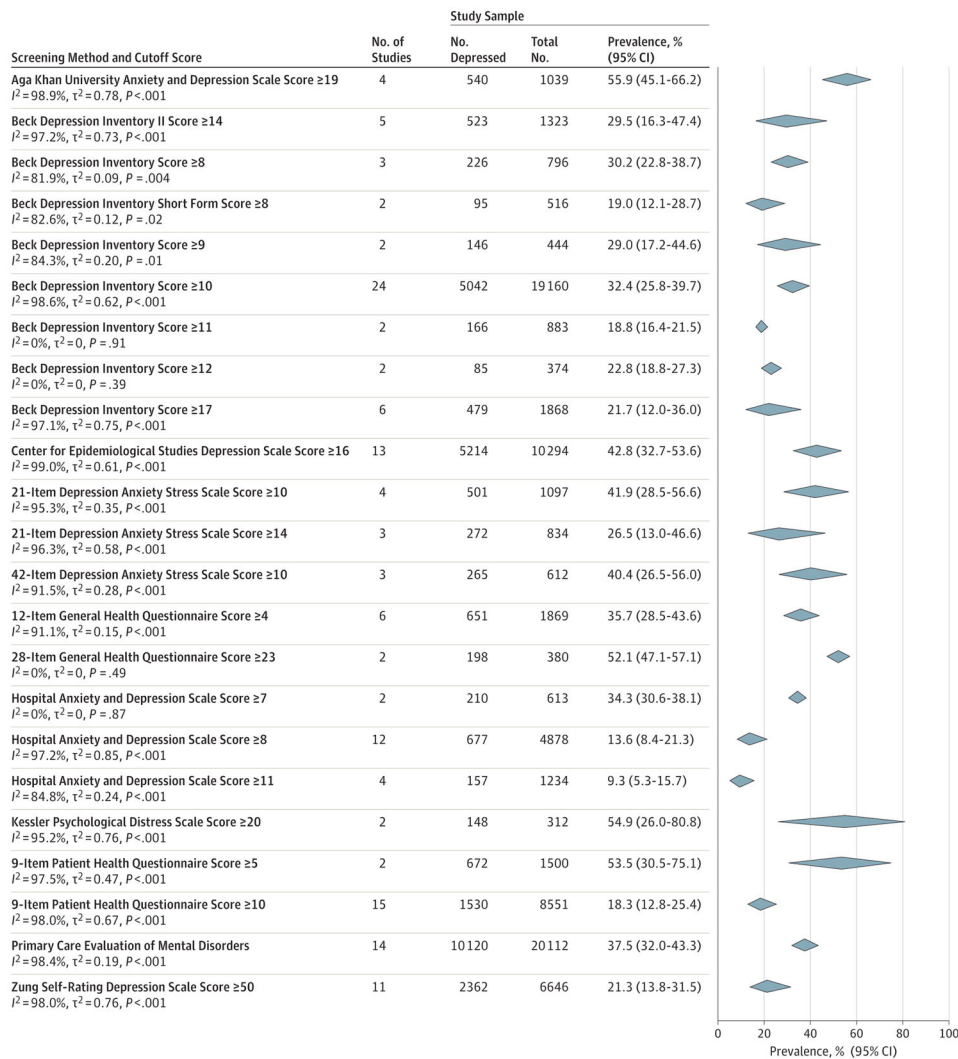 Study Sample
Screening Method and Cutoff Score No. of Studies No. Depressed Total No. Prevalence, % (95% CI)
Aga Khan University Anxiety and Depression Scale Score ≥19 4 540 1039 55.9 (45.1-66.2)
I²=98.9%, τ²=0.78, P<.001
Beck Depression Inventory II Score ≥14 5 523 1323 29.5 (16.3-47.4)
I²=97.2%, τ²=0.73, P<.001
Beck Depression Inventory Score ≥8 3 226 796 30.2 (22.8-38.7)
I²=81.9%, τ²=0.09, P=.004
Beck Depression Inventory Short Form Score ≥8 2 95 516 19.0 (12.1-28.7)
I²=82.6%, τ²=0.12, P=.02
Beck Depression Inventory Score ≥9 2 146 444 29.0 (17.2-44.6)
I²=84.3%, τ²=0.20, P=.01
Beck Depression Inventory Score ≥10 24 5042 19160 32.4 (25.8-39.7)
I²=98.6%, τ²=0.62, P<.001
Beck Depression Inventory Score ≥11 2 166 883 18.8 (16.4-21.5)
I²=0%, τ²=0, P=.91
Beck Depression Inventory Score ≥12 2 85 374 22.8 (18.8-27.3)
I²=0%, τ²=0, P=.39
Beck Depression Inventory Score ≥17 6 479 1868 21.7 (12.0-36.0)
I²=97.1%, τ²=0.75, P<.001
Center for Epidemiological Studies Depression Scale Score ≥16 13 5214 10294 42.8 (32.7-53.6)
I²=99.0%, τ²=0.61, P<.001
21-Item Depression Anxiety Stress Scale Score ≥10 4 501 1097 41.9 (28.5-56.6)
I²=95.3%, τ²=0.35, P<.001
21-Item Depression Anxiety Stress Scale Score ≥14 3 272 834 26.5 (13.0-46.6)
I²=96.3%, τ²=0.58, P<.001
42-Item Depression Anxiety Stress Scale Score ≥10 3 265 612 40.4 (26.5-56.0)
I²=91.5%, τ²=0.28, P<.001
12-Item General Health Questionnaire Score ≥4 6 651 1869 35.7 (28.5-43.6)
I²=91.1%, τ²=0.15, P<.001
28-Item General Health Questionnaire Score ≥23 2 198 380 52.1 (47.1-57.1)
I²=0%, τ²=0, P=.49
Hospital Anxiety and Depression Scale Score ≥7 2 210 613 34.3 (30.6-38.1)
I²=0%, τ²=0, P=.87
Hospital Anxiety and Depression Scale Score ≥8 12 677 4878 13.6 (8.4-21.3)
I²=97.2%, τ²=0.85, P<.001
Hospital Anxiety and Depression Scale Score ≥11 4 157 1234 9.3 (5.3-15.7)
I²=84.8%, τ²=0.24, P<.001
Kessler Psychological Distress Scale Score ≥20 2 148 312 54.9 (26.0-80.8)
I²=95.2%, τ²=0.76, P<.001
9-Item Patient Health Questionnaire Score ≥5 2 672 1500 53.5 (30.5-75.1)
I²=97.5%, τ²=0.47, P<.001
9-Item Patient Health Questionnaire Score ≥10 15 1530 8551 18.3 (12.8-25.4)
I²=98.0%, τ²=0.67, P<.001
Primary Care Evaluation of Mental Disorders 14 10120 20112 37.5 (32.0-43.3)
I²=98.4%, τ²=0.19, P<.001
Zung Self-Rating Depression Scale Score ≥50 11 2362 6646 21.3 (13.8-31.5)
I²=98.0%, τ²=0.76, P<.001
0 20 40 60 80 100
Prevalence, % (95% CI)